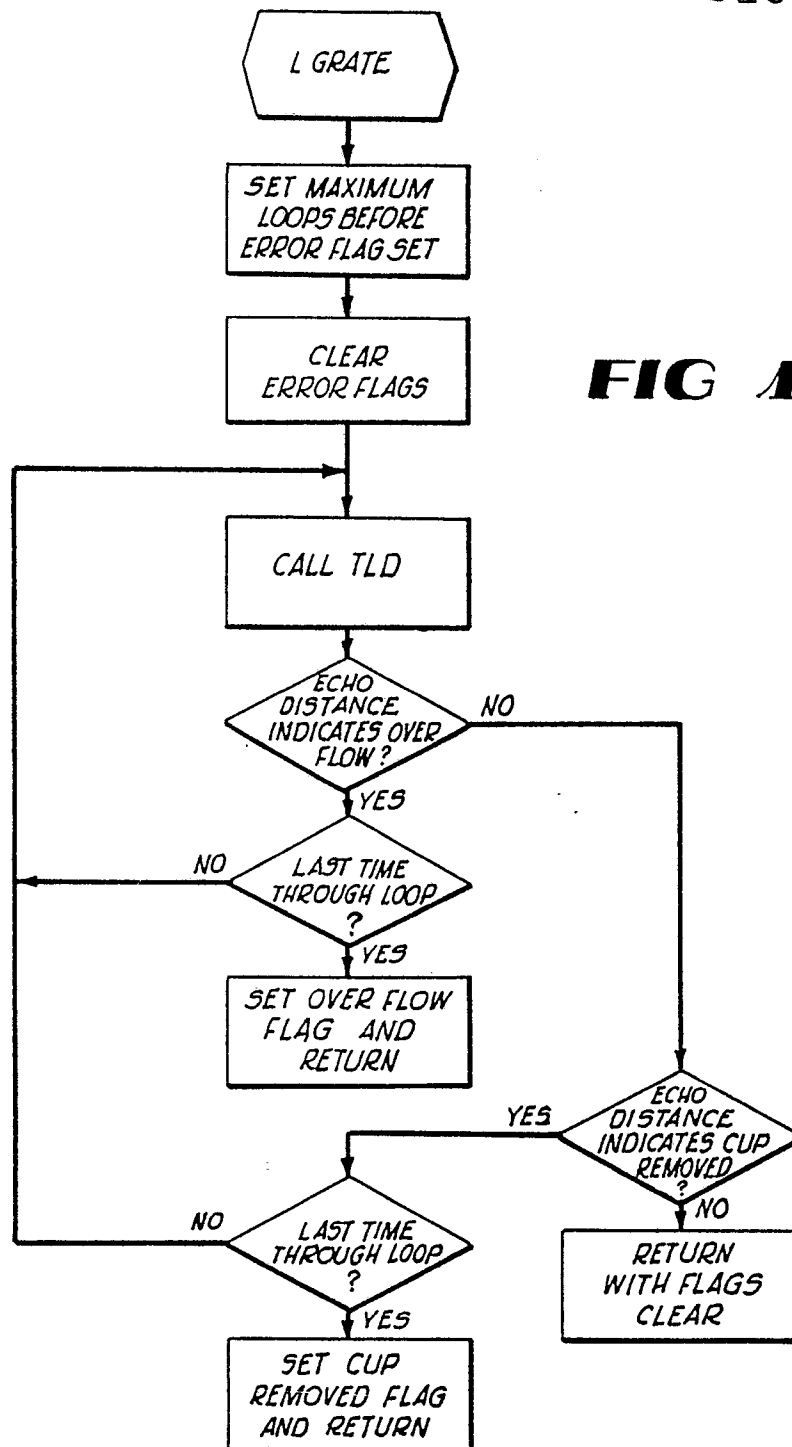 L GRATE
SET MAXIMUM
LOOPS BEFORE
ERROR FLAG SET
CLEAR
ERROR FLAGS
FIG
CALL TLD
ECHO
DISTANCE
INDICATES OVER
FLOW?
NO
YES
LAST TIME
THROUGH LOOP
?
NO
YES
SET OVER FLOW
FLAG AND
RETURN
ECHO
DISTANCE
INDICATES CUP
REMOVED
?
YES
NO
RETURN
WITH FLAGS
CLEAR
LAST TIME
THROUGH LOOP
?
NO
YES
SET CUP
REMOVED FLAG
AND RETURN